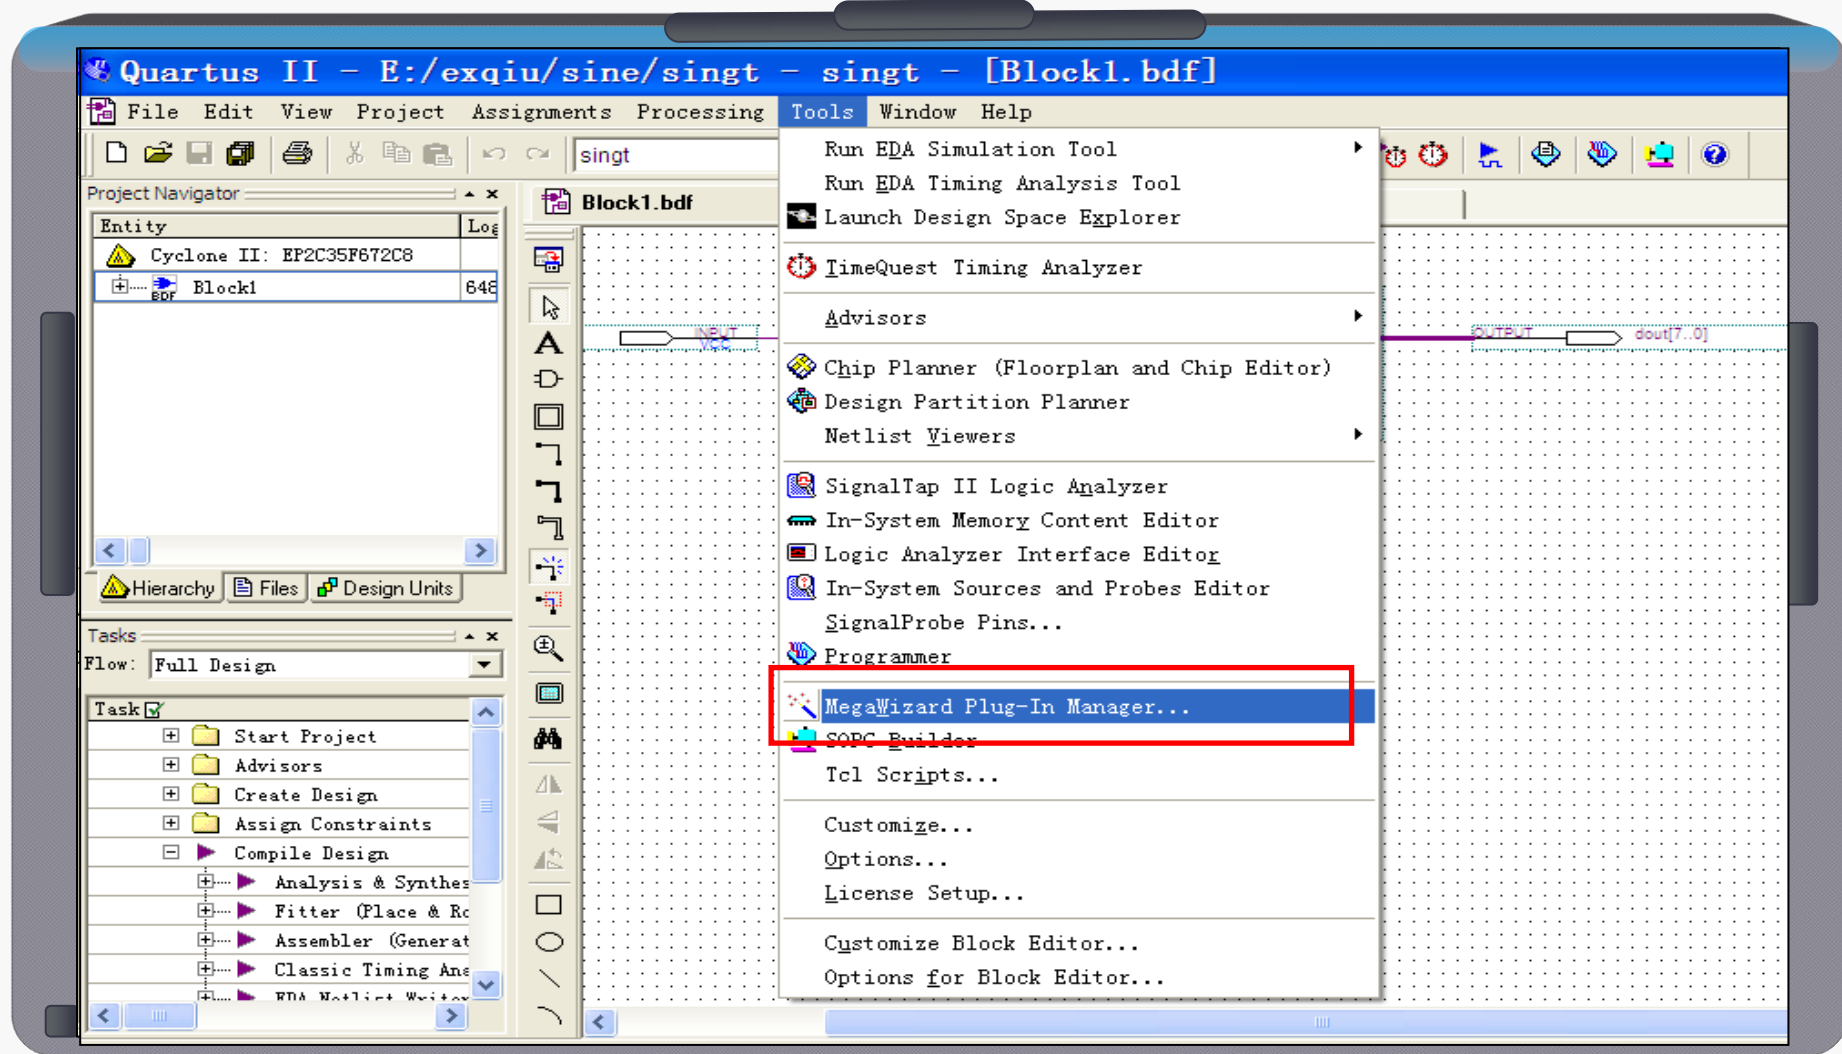 Quartus II - E:/exqiu/sine/singt - singt - [Block1.bdf]
File Edit View Project Assignments Processing Tools Window Help
singt
Project Navigator
Entity
Cyclone II: EP2C35F672C8
BDF Block1 648
Hierarchy Files Design Units
Tasks
Flow: Full Design
Task
Start Project
Advisors
Create Design
Assign Constraints
Compile Design
Analysis & Synthes
Fitter (Place & Ro
Assembler (Generat
Classic Timing Ana
EDA Netlist Writer
Block1.bdf
INPUT
VCC
OUTPUT dout[7..0]
Run EDA Simulation Tool
Run EDA Timing Analysis Tool
Launch Design Space Explorer
TimeQuest Timing Analyzer
Advisors
Chip Planner (Floorplan and Chip Editor)
Design Partition Planner
Netlist Viewers
SignalTap II Logic Analyzer
In-System Memory Content Editor
Logic Analyzer Interface Editor
In-System Sources and Probes Editor
SignalProbe Pins...
Programmer
MegaWizard Plug-In Manager...
SOPC Builder
Tcl Scripts...
Customize...
Options...
License Setup...
Customize Block Editor...
Options for Block Editor...